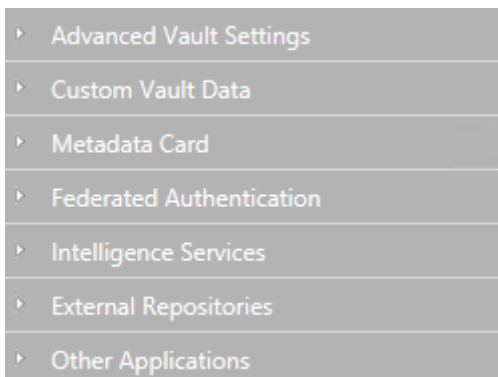 Advanced Vault Settings
Custom Vault Data
Metadata Card
Federated Authentication
Intelligence Services
External Repositories
Other Applications